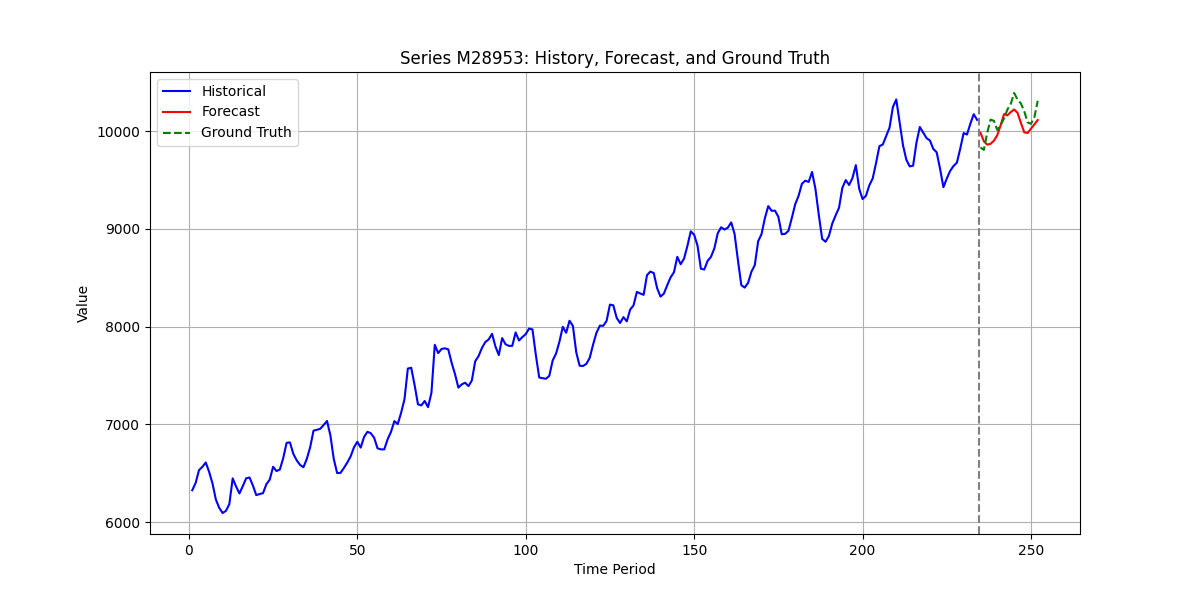 Series M28953: History, Forecast, and Ground Truth
Historical
Forecast
Ground Truth
10000
9000
8000
7000
6000
Value
0 50 100 150 200 250
Time Period